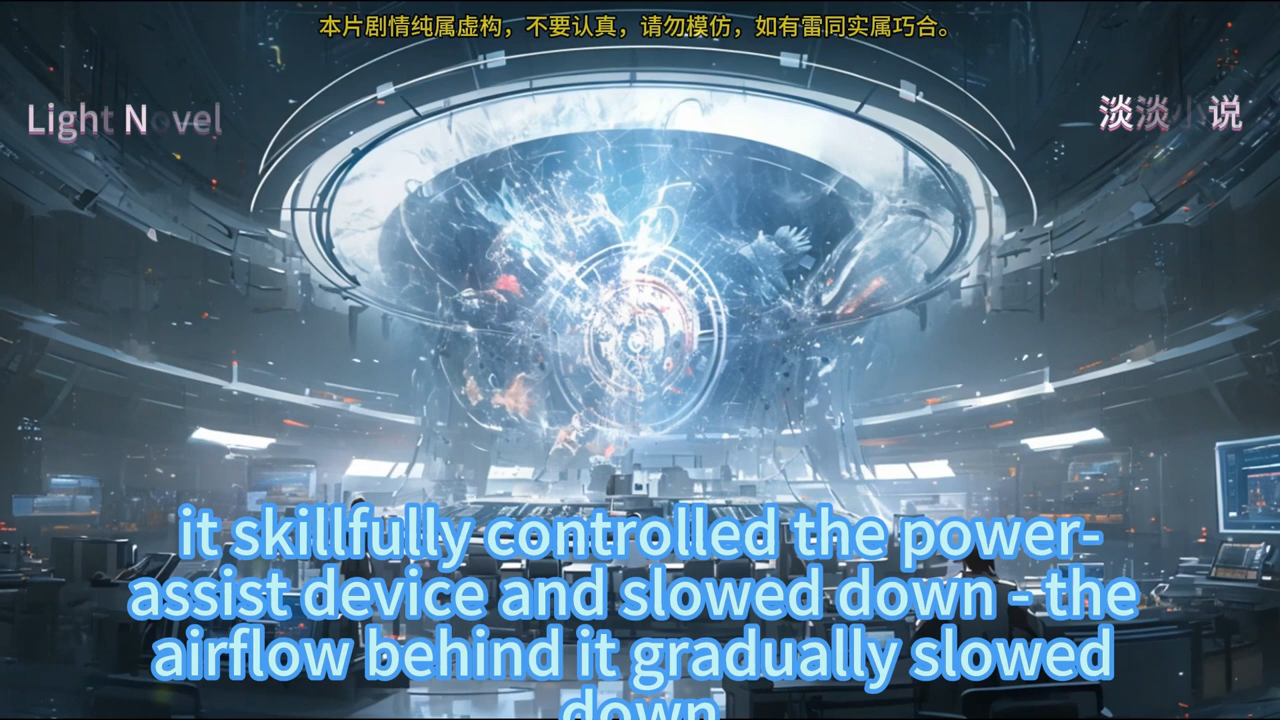 本片剧情纯属虚构，不要认真，请勿模仿，如有雷同实属巧合。
Light Novel
淡淡小说
it skillfully controlled the power-
assist device and slowed down - the
airflow behind it gradually slowed
down